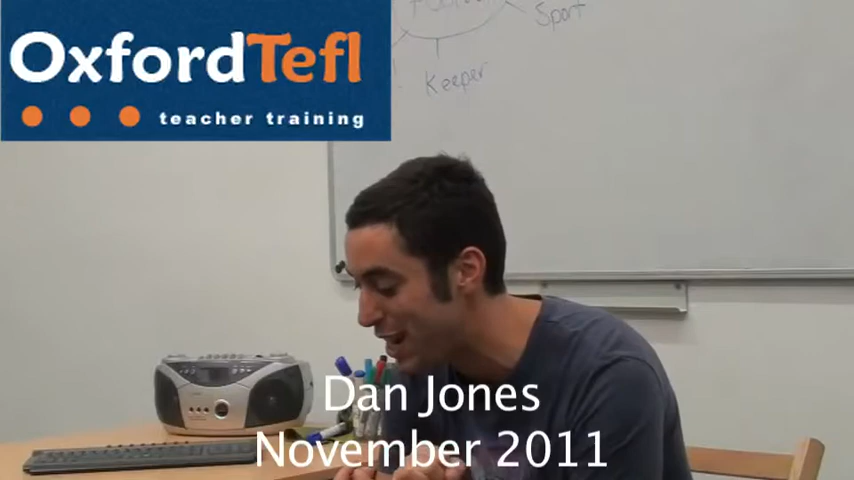 OxfordTefl
teacher training
Sport
Keeper
Dan Jones
November 2011